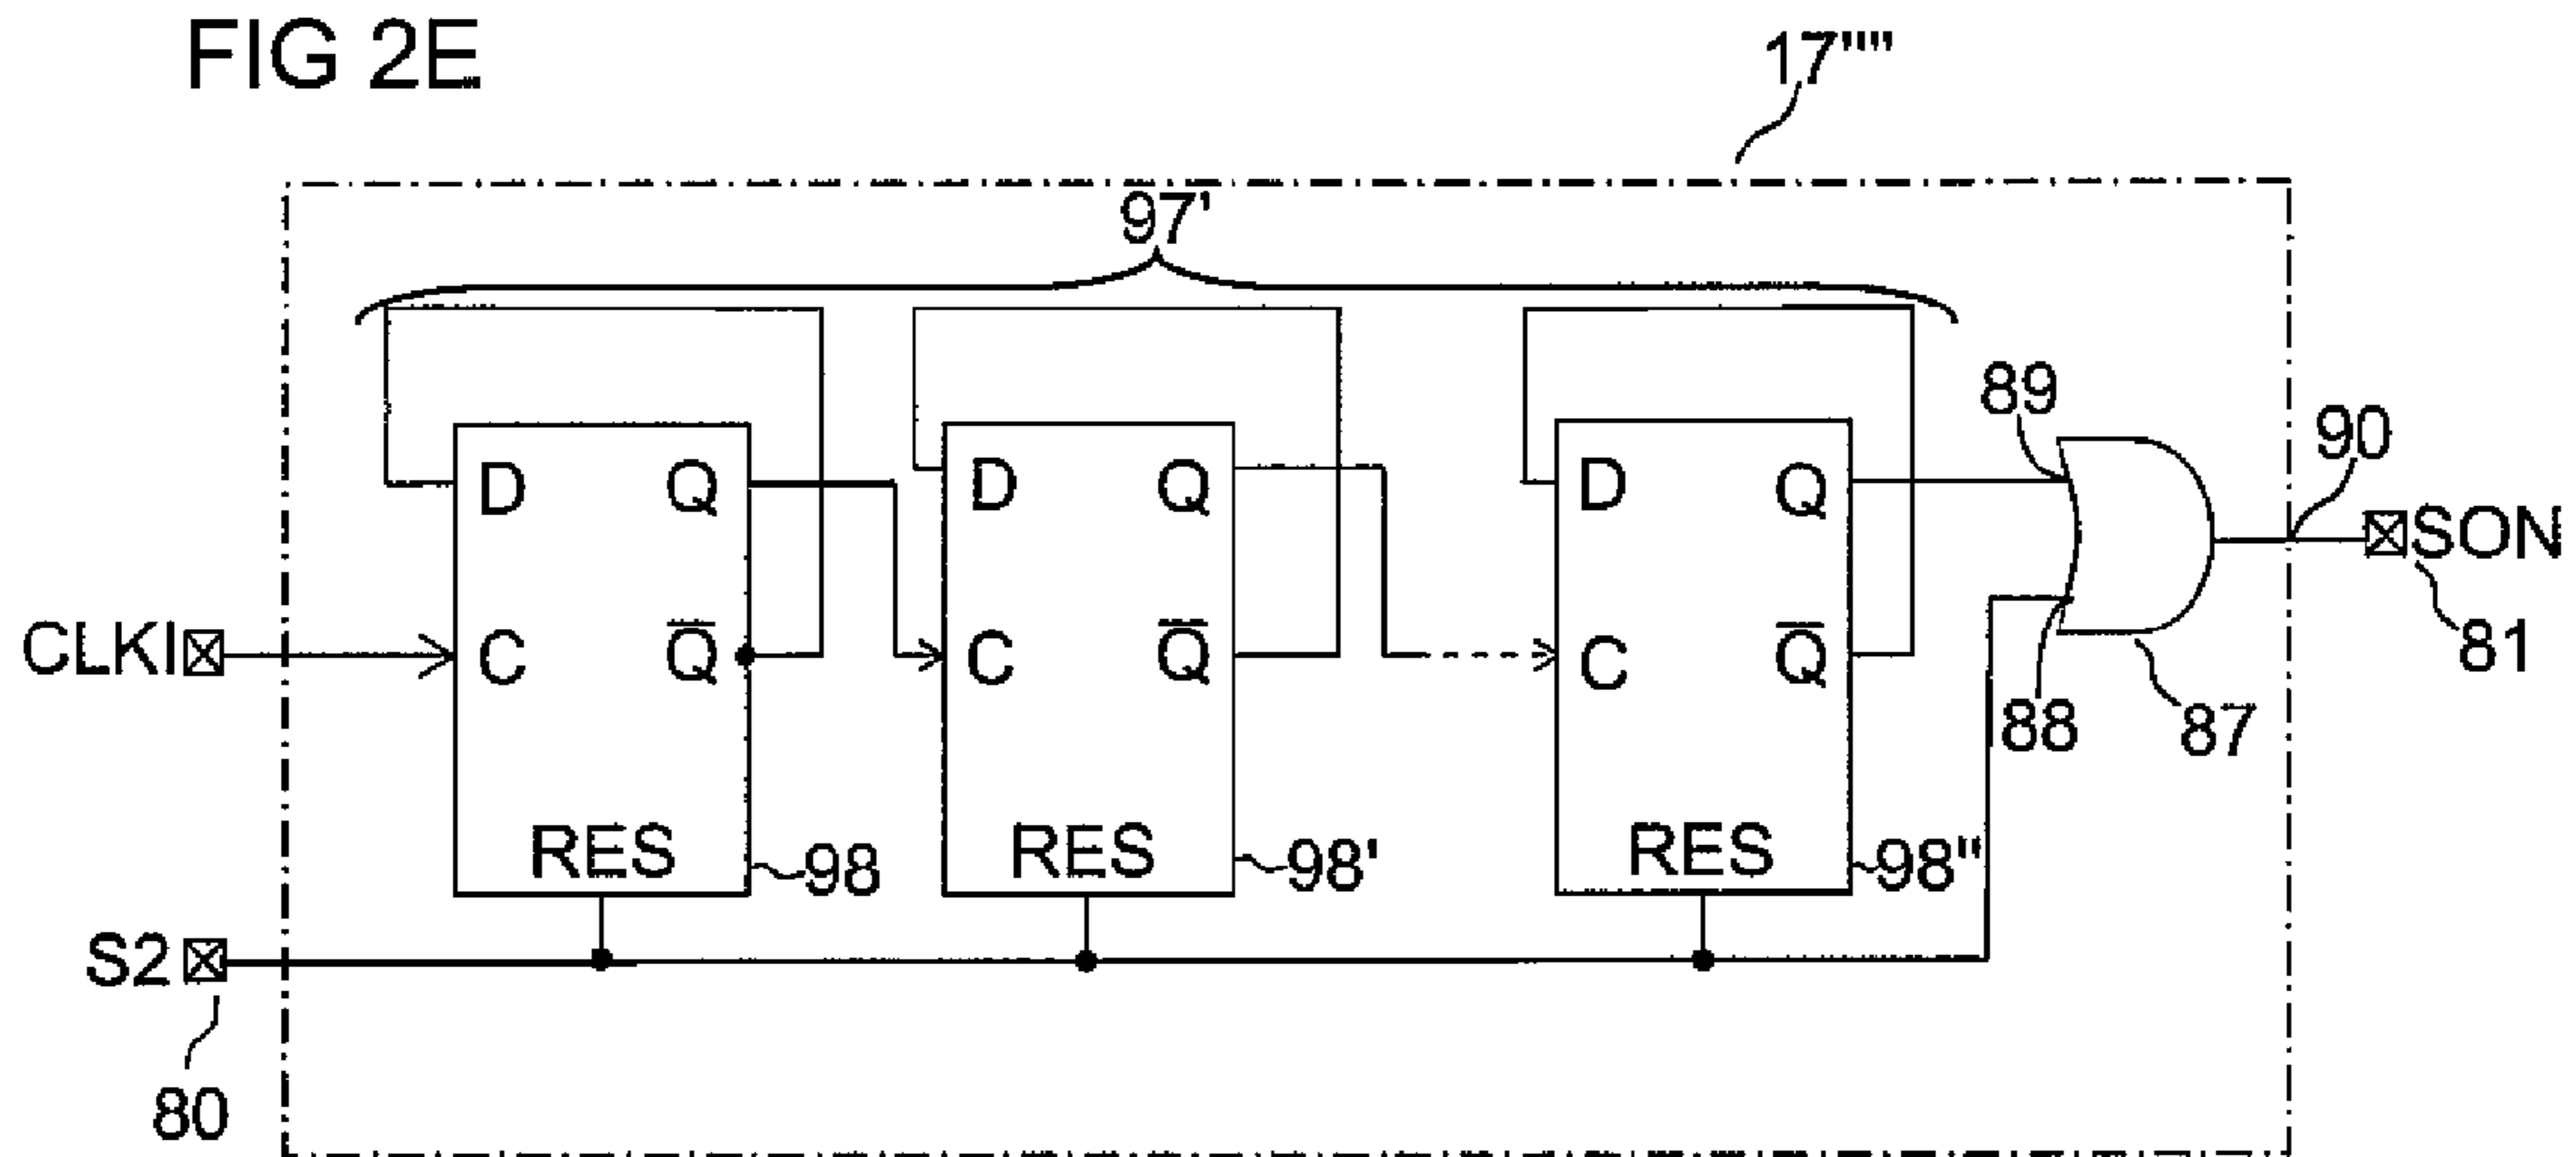 FIG 2E
17''''
97'
89
90
D Q
D Q
D Q
SON
CLKI
C Q̅
C Q̅
C Q̅
81
88
87
RES
98
RES
98'
RES
98"
S2
80